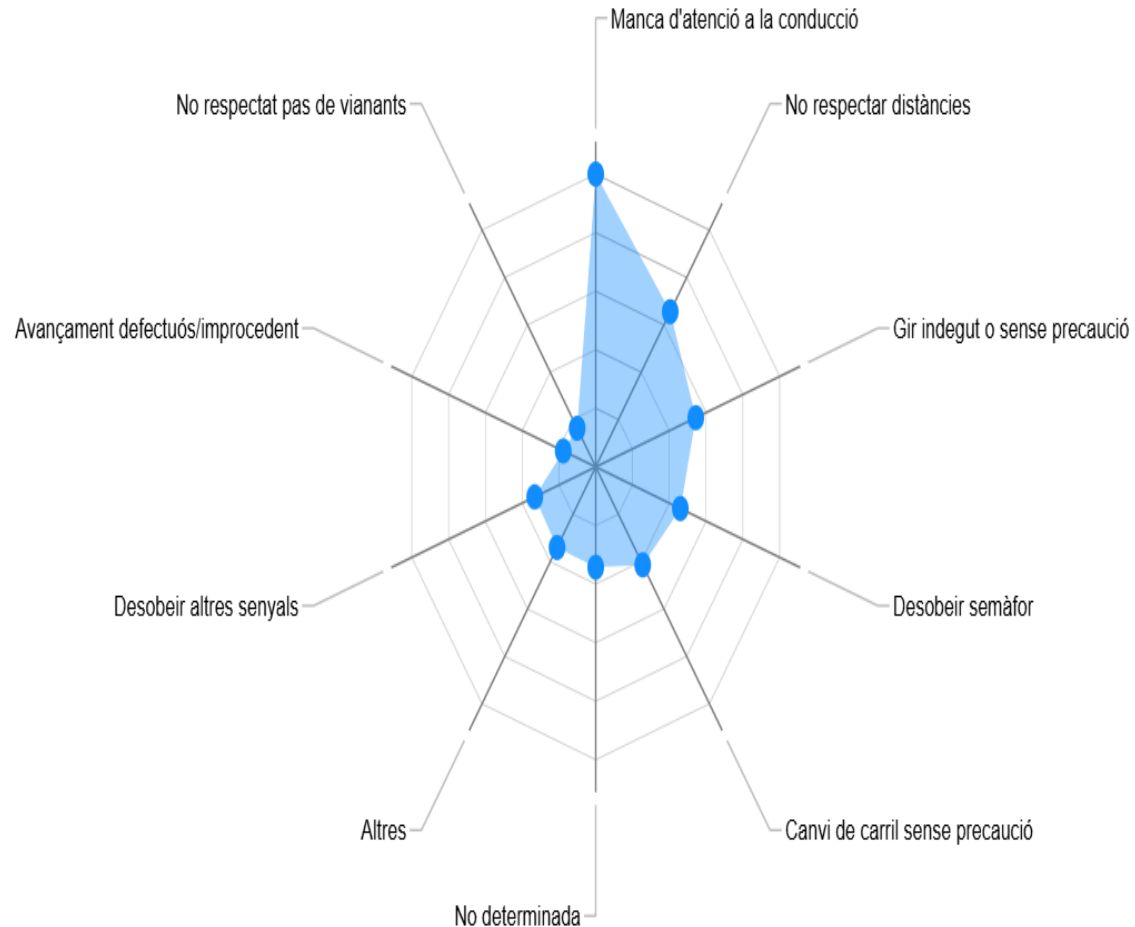 Manca d'atenció a la conducció
No respectat pas de vianants
No respectar distàncies
Avançament defectuós/improcedent
Gir indegut o sense precaució
Desobeir altres senyals
Desobeir semàfor
Altres
Canvi de carril sense precaució
No determinada